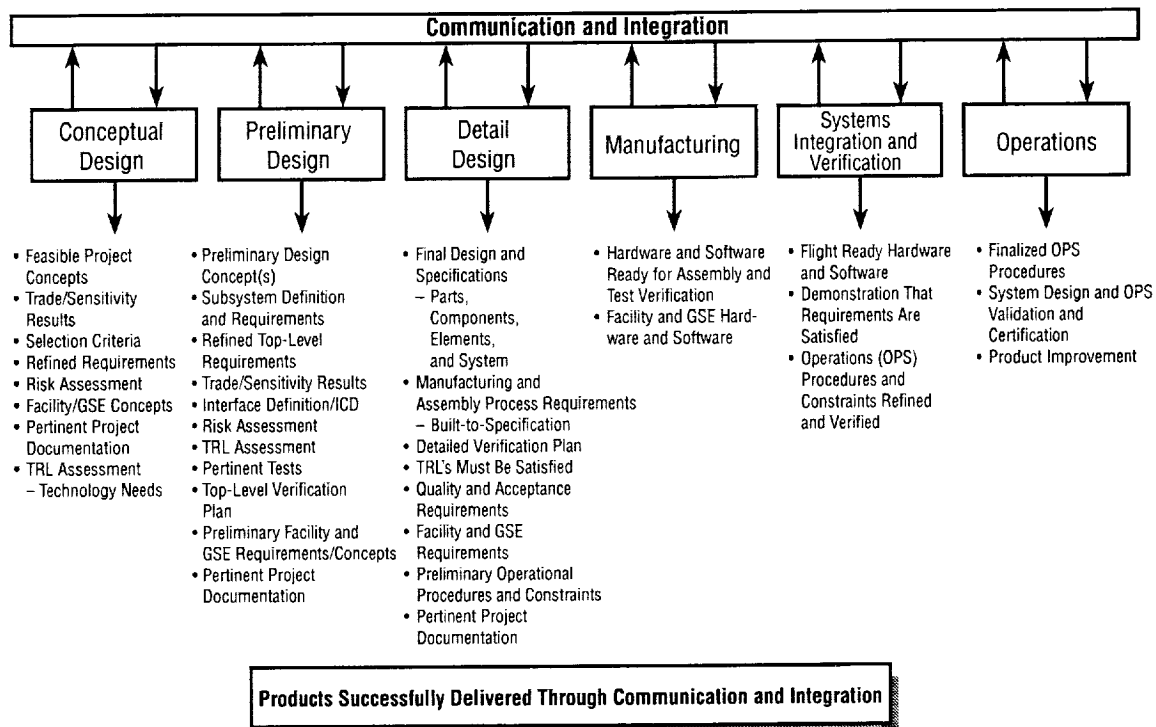 Communication and Integration
Conceptual
Design
Preliminary
Design
Detail
Design
Manufacturing
Systems
Integration and
Verification
Operations
• Feasible Project
Concepts
• Trade/Sensitivity
Results
• Selection Criteria
• Refined Requirements
• Risk Assessment
• Facility/GSE Concepts
• Pertinent Project
Documentation
• TRL Assessment
– Technology Needs
• Preliminary Design
Concept(s)
• Subsystem Definition
and Requirements
• Refined Top-Level
Requirements
• Trade/Sensitivity Results
• Interface Definition/ICD
• Risk Assessment
• TRL Assessment
• Pertinent Tests
• Top-Level Verification
Plan
• Preliminary Facility and
GSE Requirements/Concepts
• Pertinent Project
Documentation
• Final Design and
Specifications
– Parts,
Components,
Elements,
and System
• Manufacturing and
Assembly Process Requirements
– Built-to-Specification
• Detailed Verification Plan
• TRL's Must Be Satisfied
• Quality and Acceptance
Requirements
• Facility and GSE
Requirements
• Preliminary Operational
Procedures and Constraints
• Pertinent Project
Documentation
• Hardware and Software
Ready for Assembly and
Test Verification
• Facility and GSE Hard-
ware and Software
• Flight Ready Hardware
and Software
• Demonstration That
Requirements Are
Satisfied
• Operations (OPS)
Procedures and
Constraints Refined
and Verified
• Finalized OPS
Procedures
• System Design and OPS
Validation and
Certification
• Product Improvement
Products Successfully Delivered Through Communication and Integration